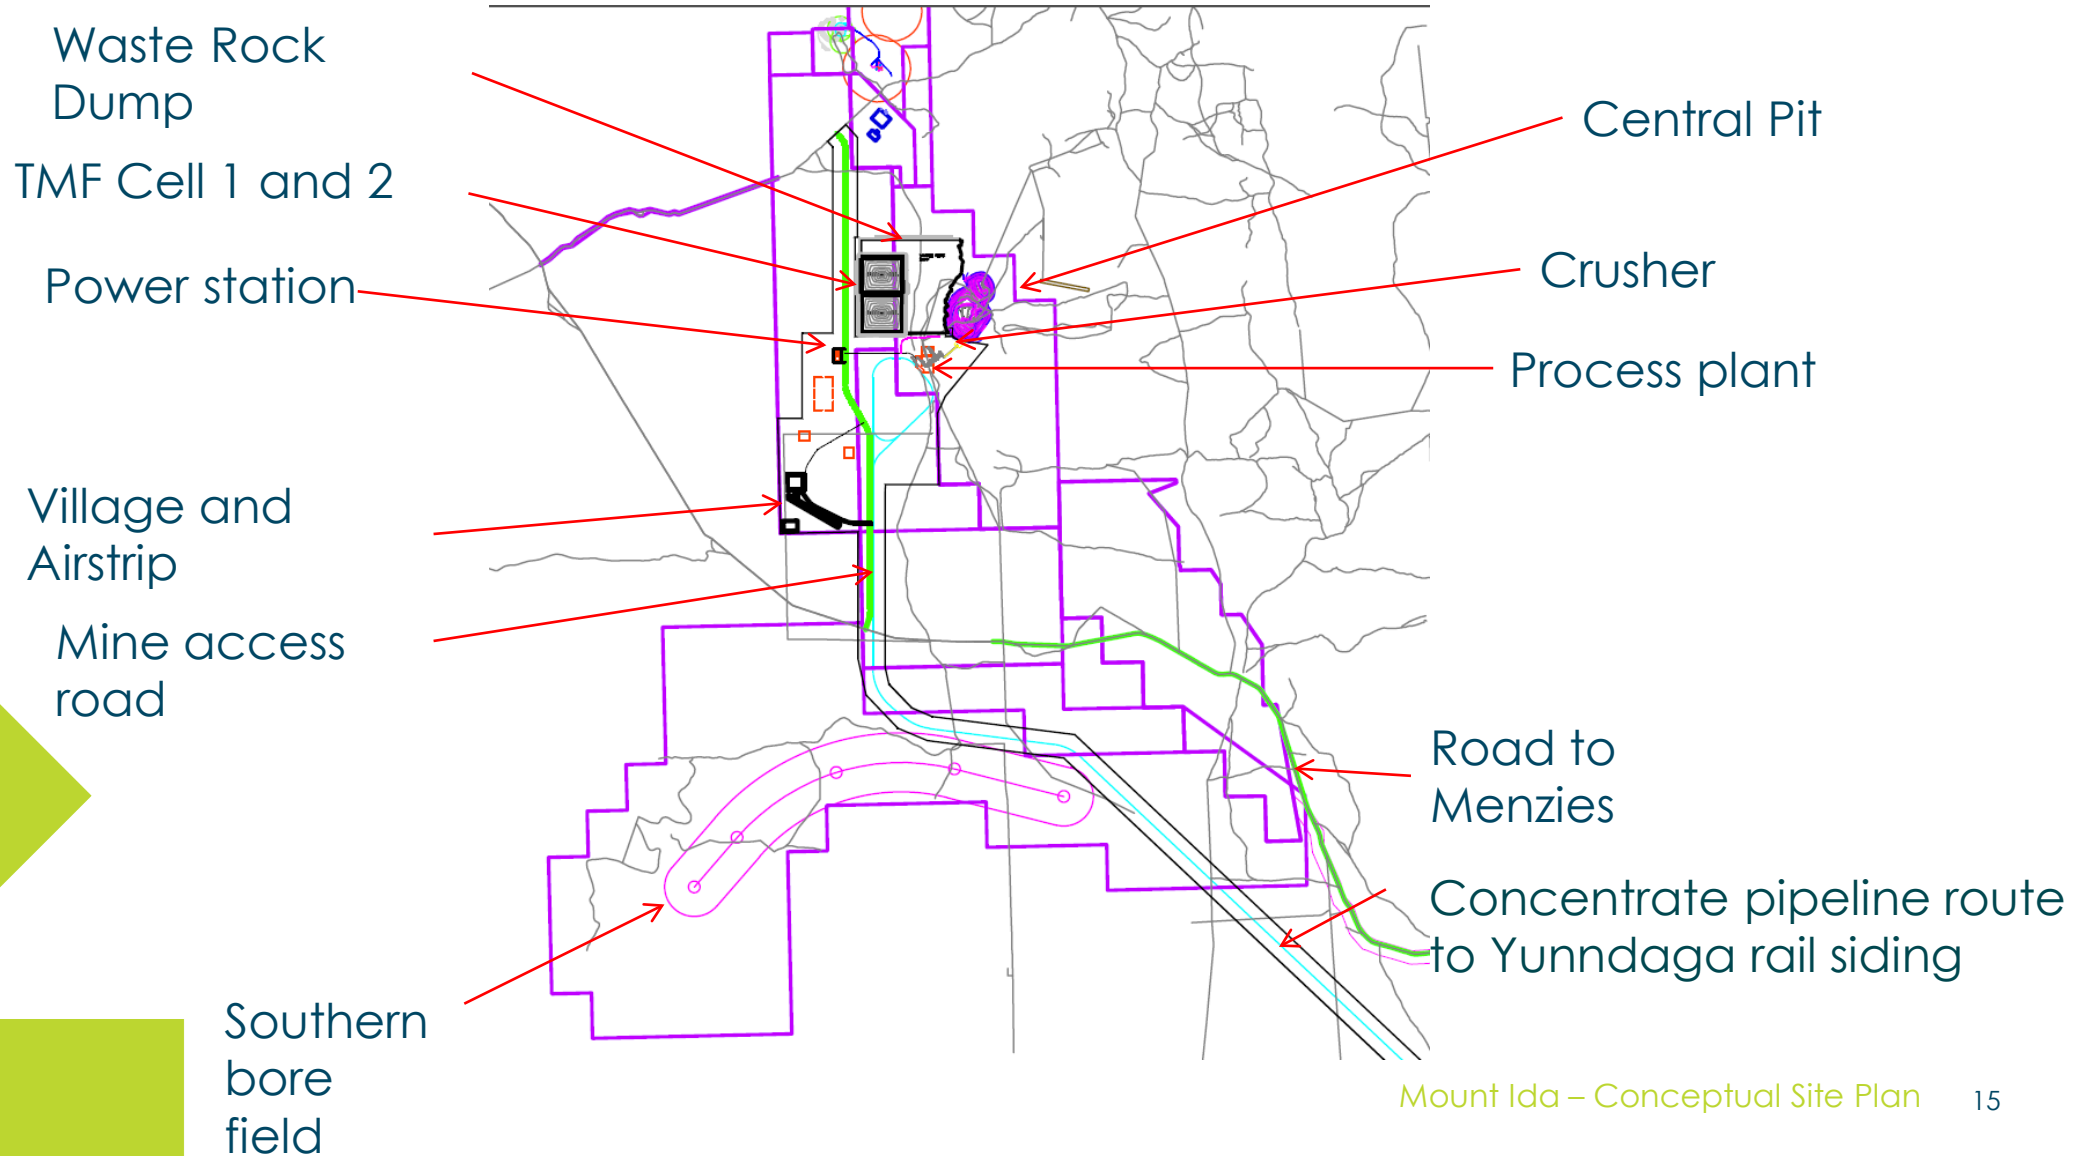 Waste Rock
Dump
TMF Cell 1 and 2
Power station
Village and
Airstrip
Mine access
road
Southern
bore
field
Central Pit
Crusher
Process plant
Road to
Menzies
Concentrate pipeline route
to Yunndaga rail siding
Mount Ida – Conceptual Site Plan
15